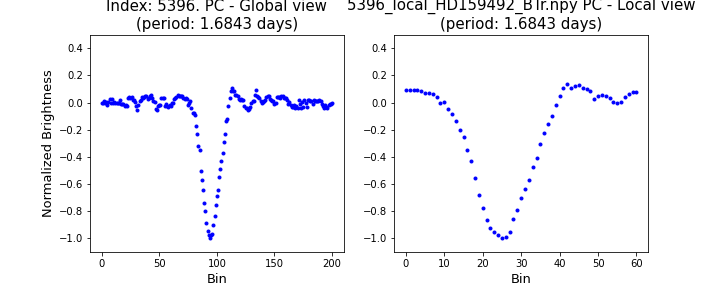 Index: 5396. PC - Global view
(period: 1.6843 days)
5396_local_HD159492_BTr.npy PC - Local view
(period: 1.6843 days)
Normalized Brightness
0.4
0.2
0.0
−0.2
−0.4
−0.6
−0.8
−1.0
0 50 100 150 200
Bin
0.4
0.2
0.0
−0.2
−0.4
−0.6
−0.8
−1.0
0 10 20 30 40 50 60
Bin